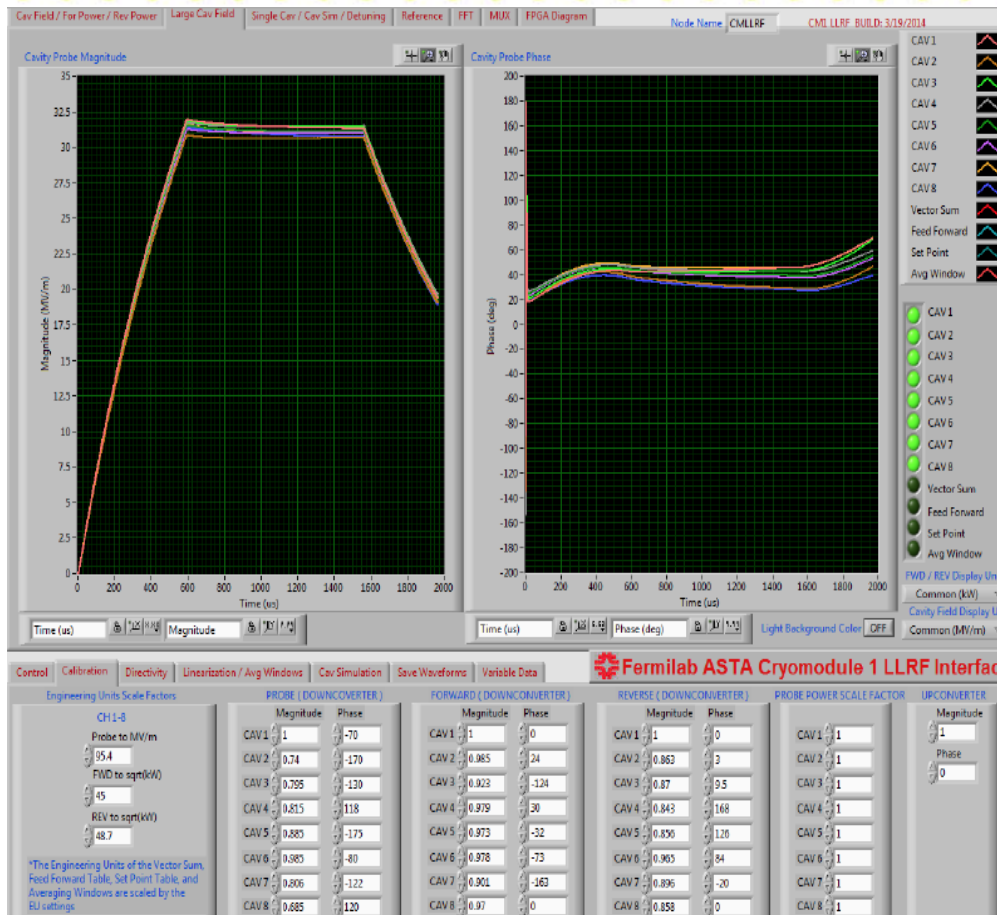 Cav Field / For Power / Rev Power Large Cav Field Single Cav / Cav Sim / Detuning Reference FFT MUX FPGA Diagram
Node Name CMLLRF CM1 LLRF BUILD: 3/19/2014
Cavity Probe Magnitude
35
32.5
30
27.5
25
22.5
20
17.5
15
12.5
10
7.5
5
2.5
0
Magnitude (MV/m)
0 200 400 600 800 1000 1200 1400 1600 1800 2000
Time (us)
Time (us) Magnitude
Cavity Probe Phase
200
180
160
140
120
100
80
60
40
20
0
-20
-40
-60
-80
-100
-120
-140
-160
-180
-200
Phase (deg)
0 200 400 600 800 1000 1200 1400 1600 1800 2000
Time (us)
Time (us) Phase (deg) Light Background Color OFF
CAV 1
CAV 2
CAV 3
CAV 4
CAV 5
CAV 6
CAV 7
CAV 8
Vector Sum
Feed Forward
Set Point
Avg Window
CAV 1
CAV 2
CAV 3
CAV 4
CAV 5
CAV 6
CAV 7
CAV 8
Vector Sum
Feed Forward
Set Point
Avg Window
FWD / REV Display Un
Common (kW)
Cavity Field Display U
Common (MV/m)
Control Calibration Directivity Linearization / Avg Windows Cav Simulation Save Waveforms Variable Data
Fermilab ASTA Cryomodule 1 LLRF Interfac
Engineering Units Scale Factors
CH 1-8
Probe to MV/m
95.4
FWD to sqrt(kW)
45
REV to sqrt(kW)
48.7
*The Engineering Units of the Vector Sum,
Feed Forward Table, Set Point Table, and
Averaging Windows are scaled by the
EU settings
PROBE ( DOWNCOVERTER )
Magnitude Phase
CAV 1 1 -70
CAV 2 0.74 -170
CAV 3 0.795 -130
CAV 4 0.815 118
CAV 5 0.885 -175
CAV 6 0.985 -80
CAV 7 0.806 -122
CAV 8 0.685 120
FORWARD ( DOWNCONVERTER )
Magnitude Phase
CAV 1 1 0
CAV 2 0.985 24
CAV 3 0.923 -124
CAV 4 0.979 30
CAV 5 0.973 -32
CAV 6 0.978 -73
CAV 7 0.901 -163
CAV 8 0.97 0
REVERSE ( DOWNCONVERTER )
Magnitude Phase
CAV 1 1 0
CAV 2 0.863 3
CAV 3 0.87 9.5
CAV 4 0.843 168
CAV 5 0.856 126
CAV 6 0.965 84
CAV 7 0.896 -20
CAV 8 0.858 0
PROBE POWER SCALE FACTOR
CAV 1 1
CAV 2 1
CAV 3 1
CAV 4 1
CAV 5 1
CAV 6 1
CAV 7 1
CAV 8 1
UPCONVERTER
Magnitude
1
Phase
0